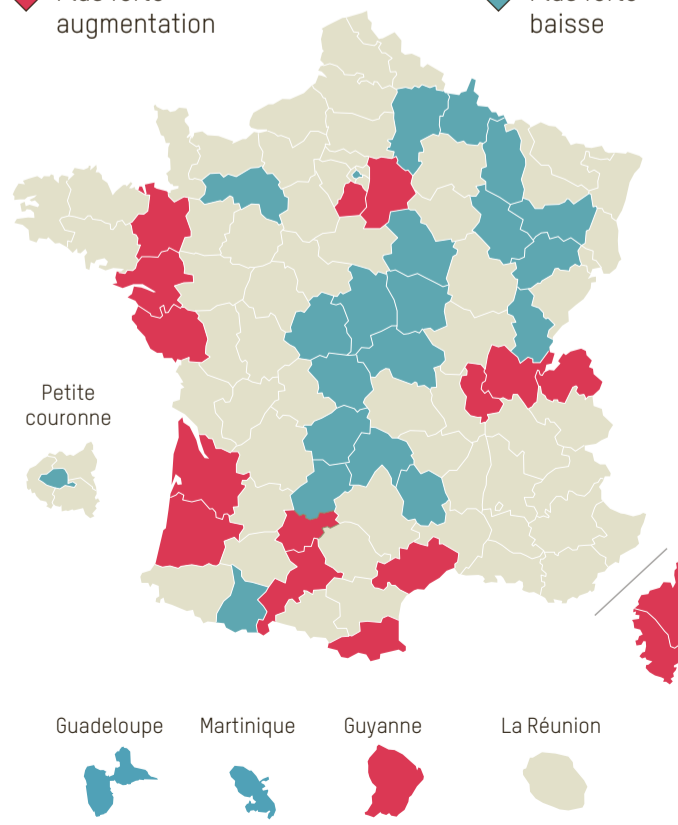 augmentation
baisse
Petite
couronne
Guadeloupe
Martinique
Guyanne
La Réunion